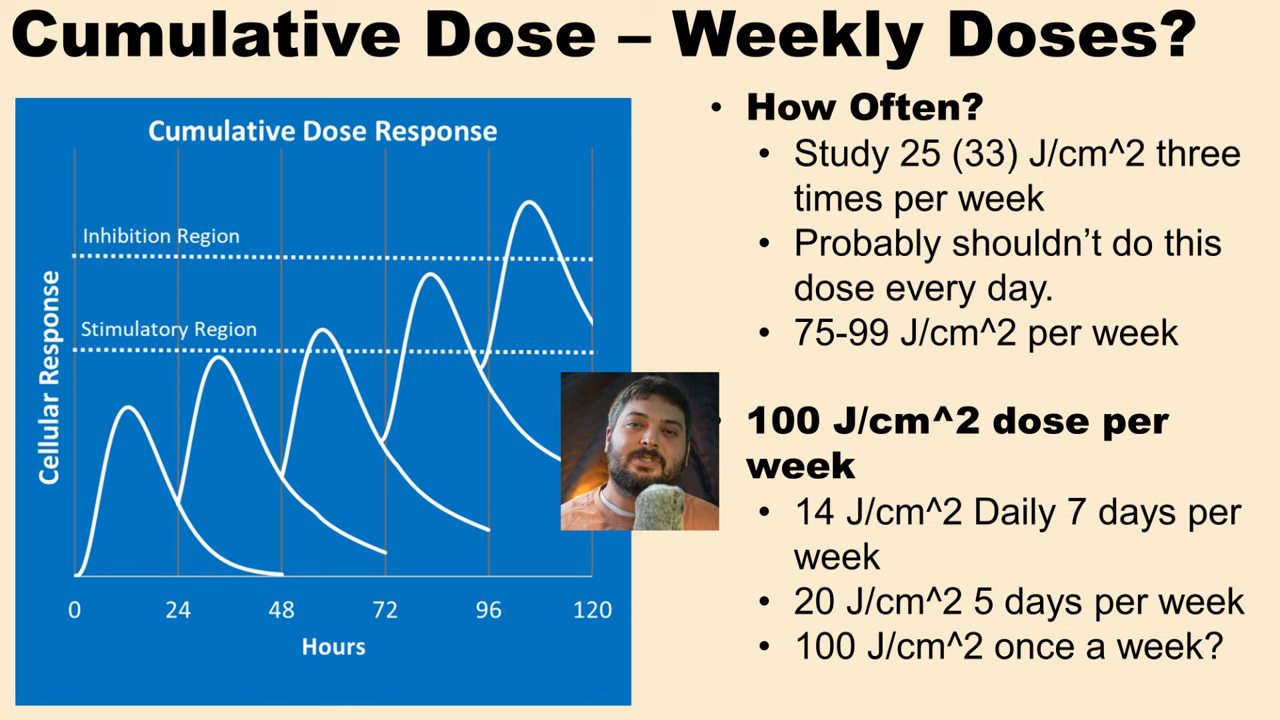 Cumulative Dose – Weekly Doses?
Cumulative Dose Response
Inhibition Region
Stimulatory Region
Cellular Response
0 24 48 72 96 120
Hours
• How Often?
• Study 25 (33) J/cm^2 three
times per week
• Probably shouldn’t do this
dose every day.
• 75-99 J/cm^2 per week
• 100 J/cm^2 dose per
week
• 14 J/cm^2 Daily 7 days per
week
• 20 J/cm^2 5 days per week
• 100 J/cm^2 once a week?